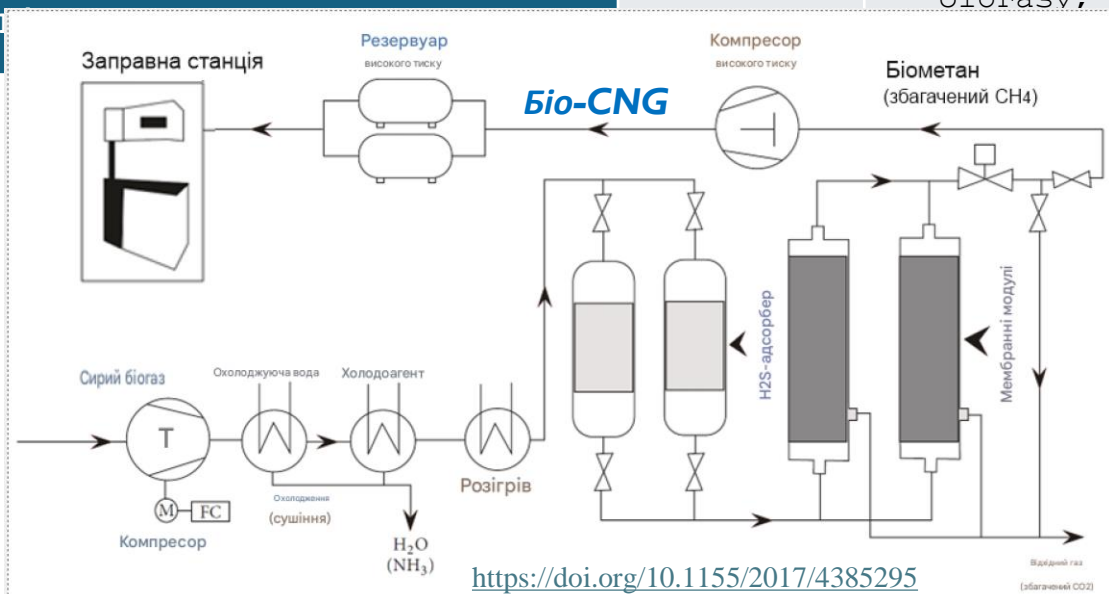 біогазу,
Заправна станція
Резервуар
високого тиску
Біо-CNG
Компресор
високого тиску
Біометан
(збагачений CH4)
H2S-адсорбер
Мембранні модулі
Сирий біогаз
Охолоджуюча вода
Холодоагент
T
M
FC
Компресор
Охолодження
(сушіння)
Розігрів
H₂O
(NH₃)
https://doi.org/10.1155/2017/4385295
Відхідний газ
(збагачений CO2)